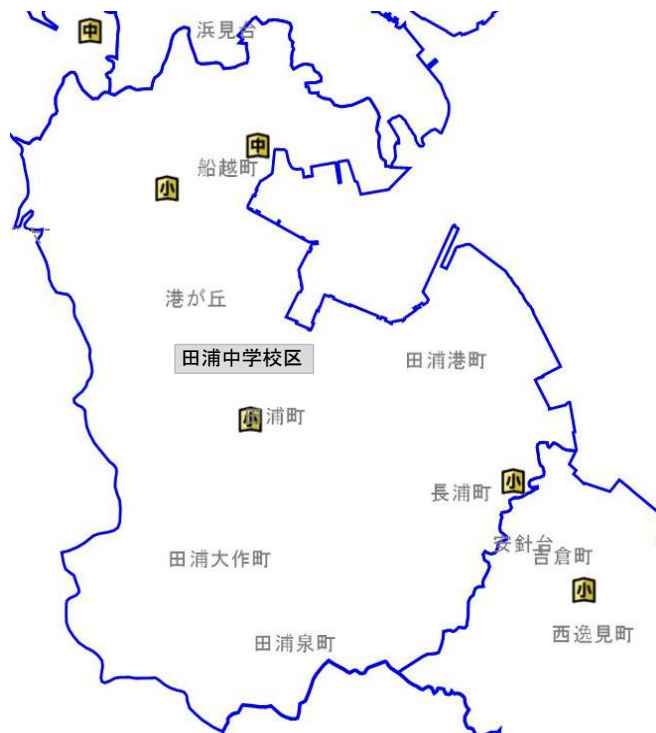 中
浜見台
中
船越町
小
港が丘
田浦中学校区
田浦港町
小
浦町
小
長浦町
安針台
吉倉町
田浦大作町
小
西逸見町
田浦泉町